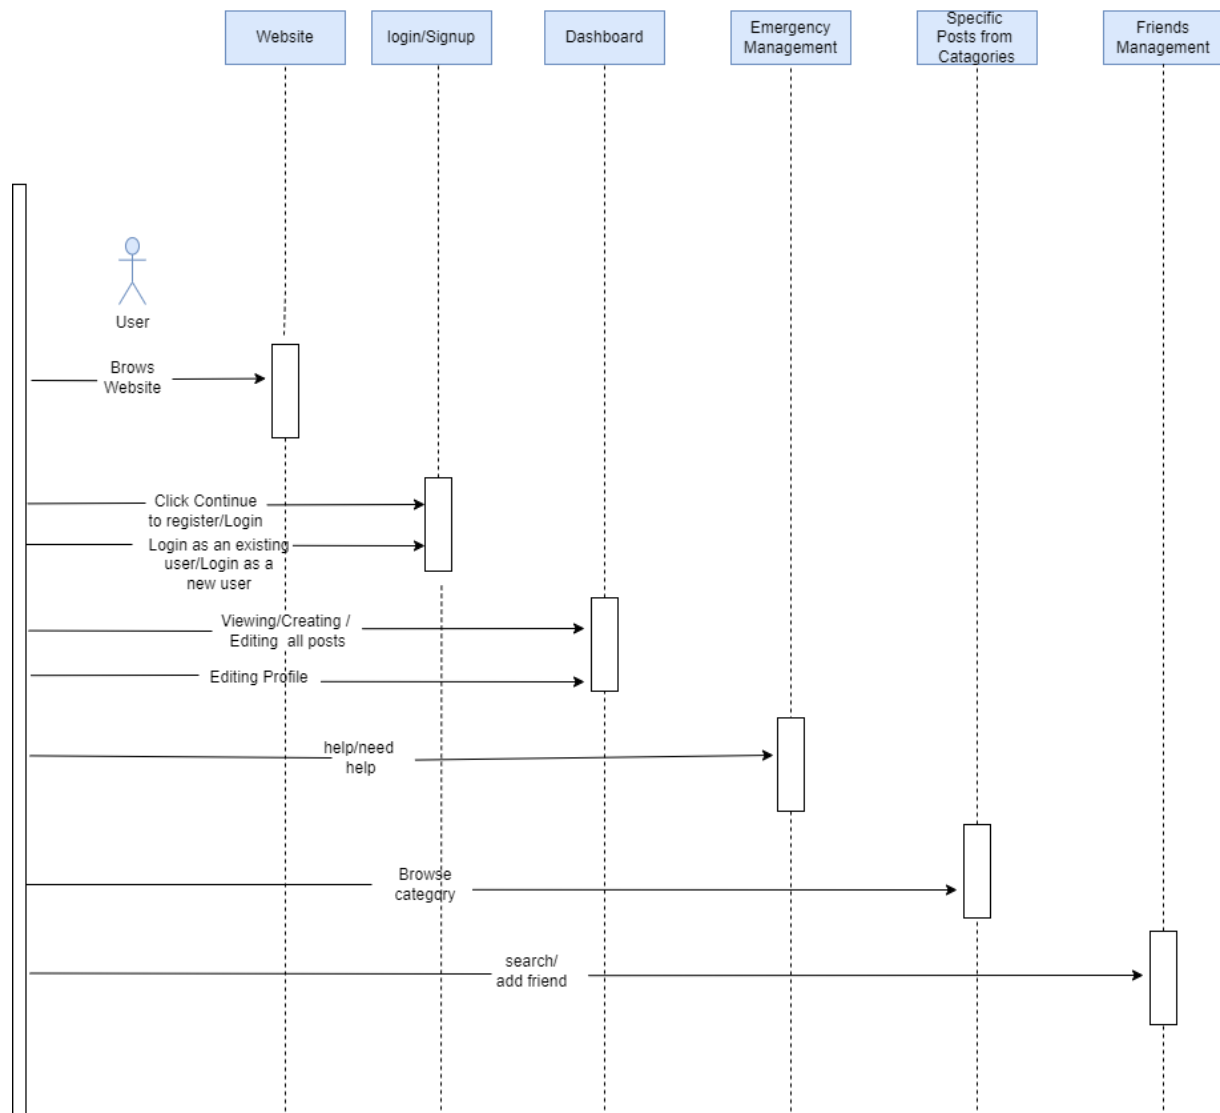 Website
login/Signup
Dashboard
Emergency
Management
Specific
Posts from
Catagories
Friends
Management
User
Brows
Website
Click Continue
to register/Login
Login as an existing
user/Login as a
new user
Viewing/Creating /
Editing all posts
Editing Profile
help/need
help
Browse
category
search/
add friend